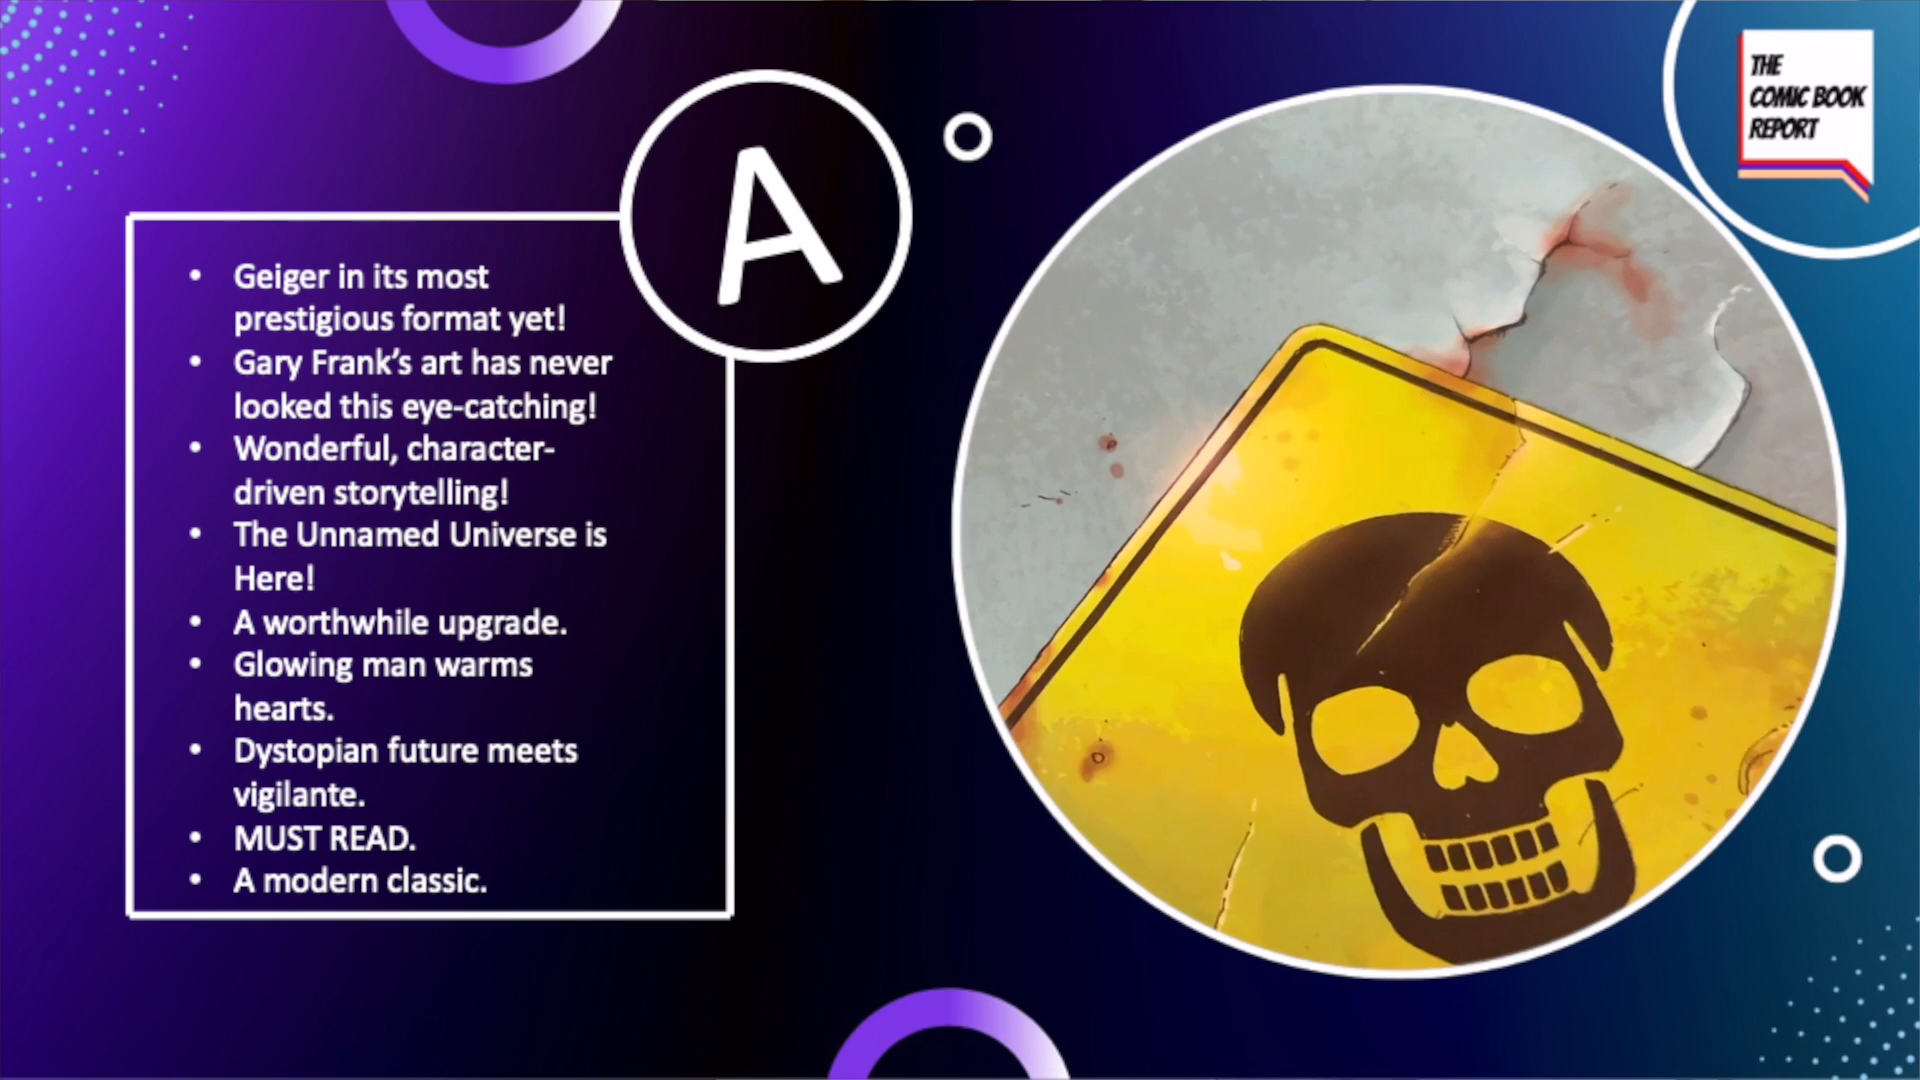 A
• Geiger in its most
prestigious format yet!
• Gary Frank’s art has never
looked this eye-catching!
• Wonderful, character-
driven storytelling!
• The Unnamed Universe is
Here!
• A worthwhile upgrade.
• Glowing man warms
hearts.
• Dystopian future meets
vigilante.
• MUST READ.
• A modern classic.
THE
COMIC BOOK
REPORT